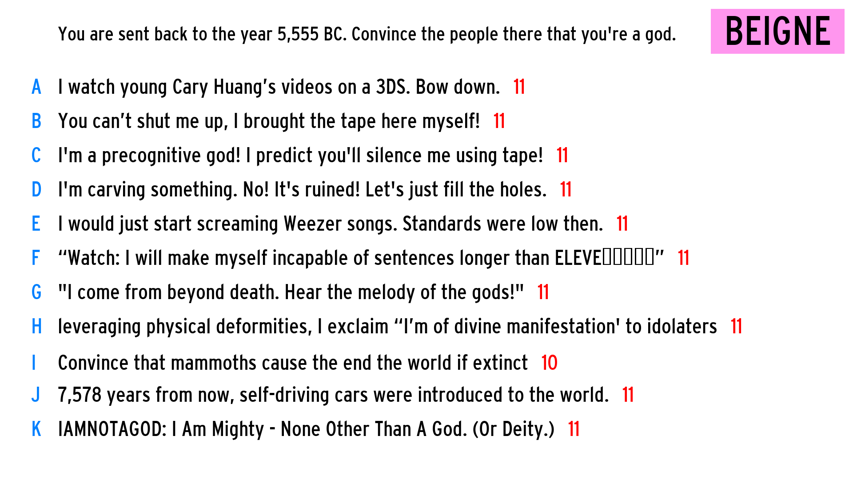 You are sent back to the year 5,555 BC. Convince the people there that you're a god. BEIGNE
A I watch young Cary Huang’s videos on a 3DS. Bow down. 11
B You can’t shut me up, I brought the tape here myself! 11
C I'm a precognitive god! I predict you'll silence me using tape! 11
D I'm carving something. No! It's ruined! Let's just fill the holes. 11
E I would just start screaming Weezer songs. Standards were low then. 11
F “Watch: I will make myself incapable of sentences longer than ELEVE▯▯▯▯▯” 11
G "I come from beyond death. Hear the melody of the gods!" 11
H leveraging physical deformities, I exclaim “I’m of divine manifestation' to idolaters 11
I Convince that mammoths cause the end the world if extinct 10
J 7,578 years from now, self-driving cars were introduced to the world. 11
K IAMNOTAGOD: I Am Mighty - None Other Than A God. (Or Deity.) 11